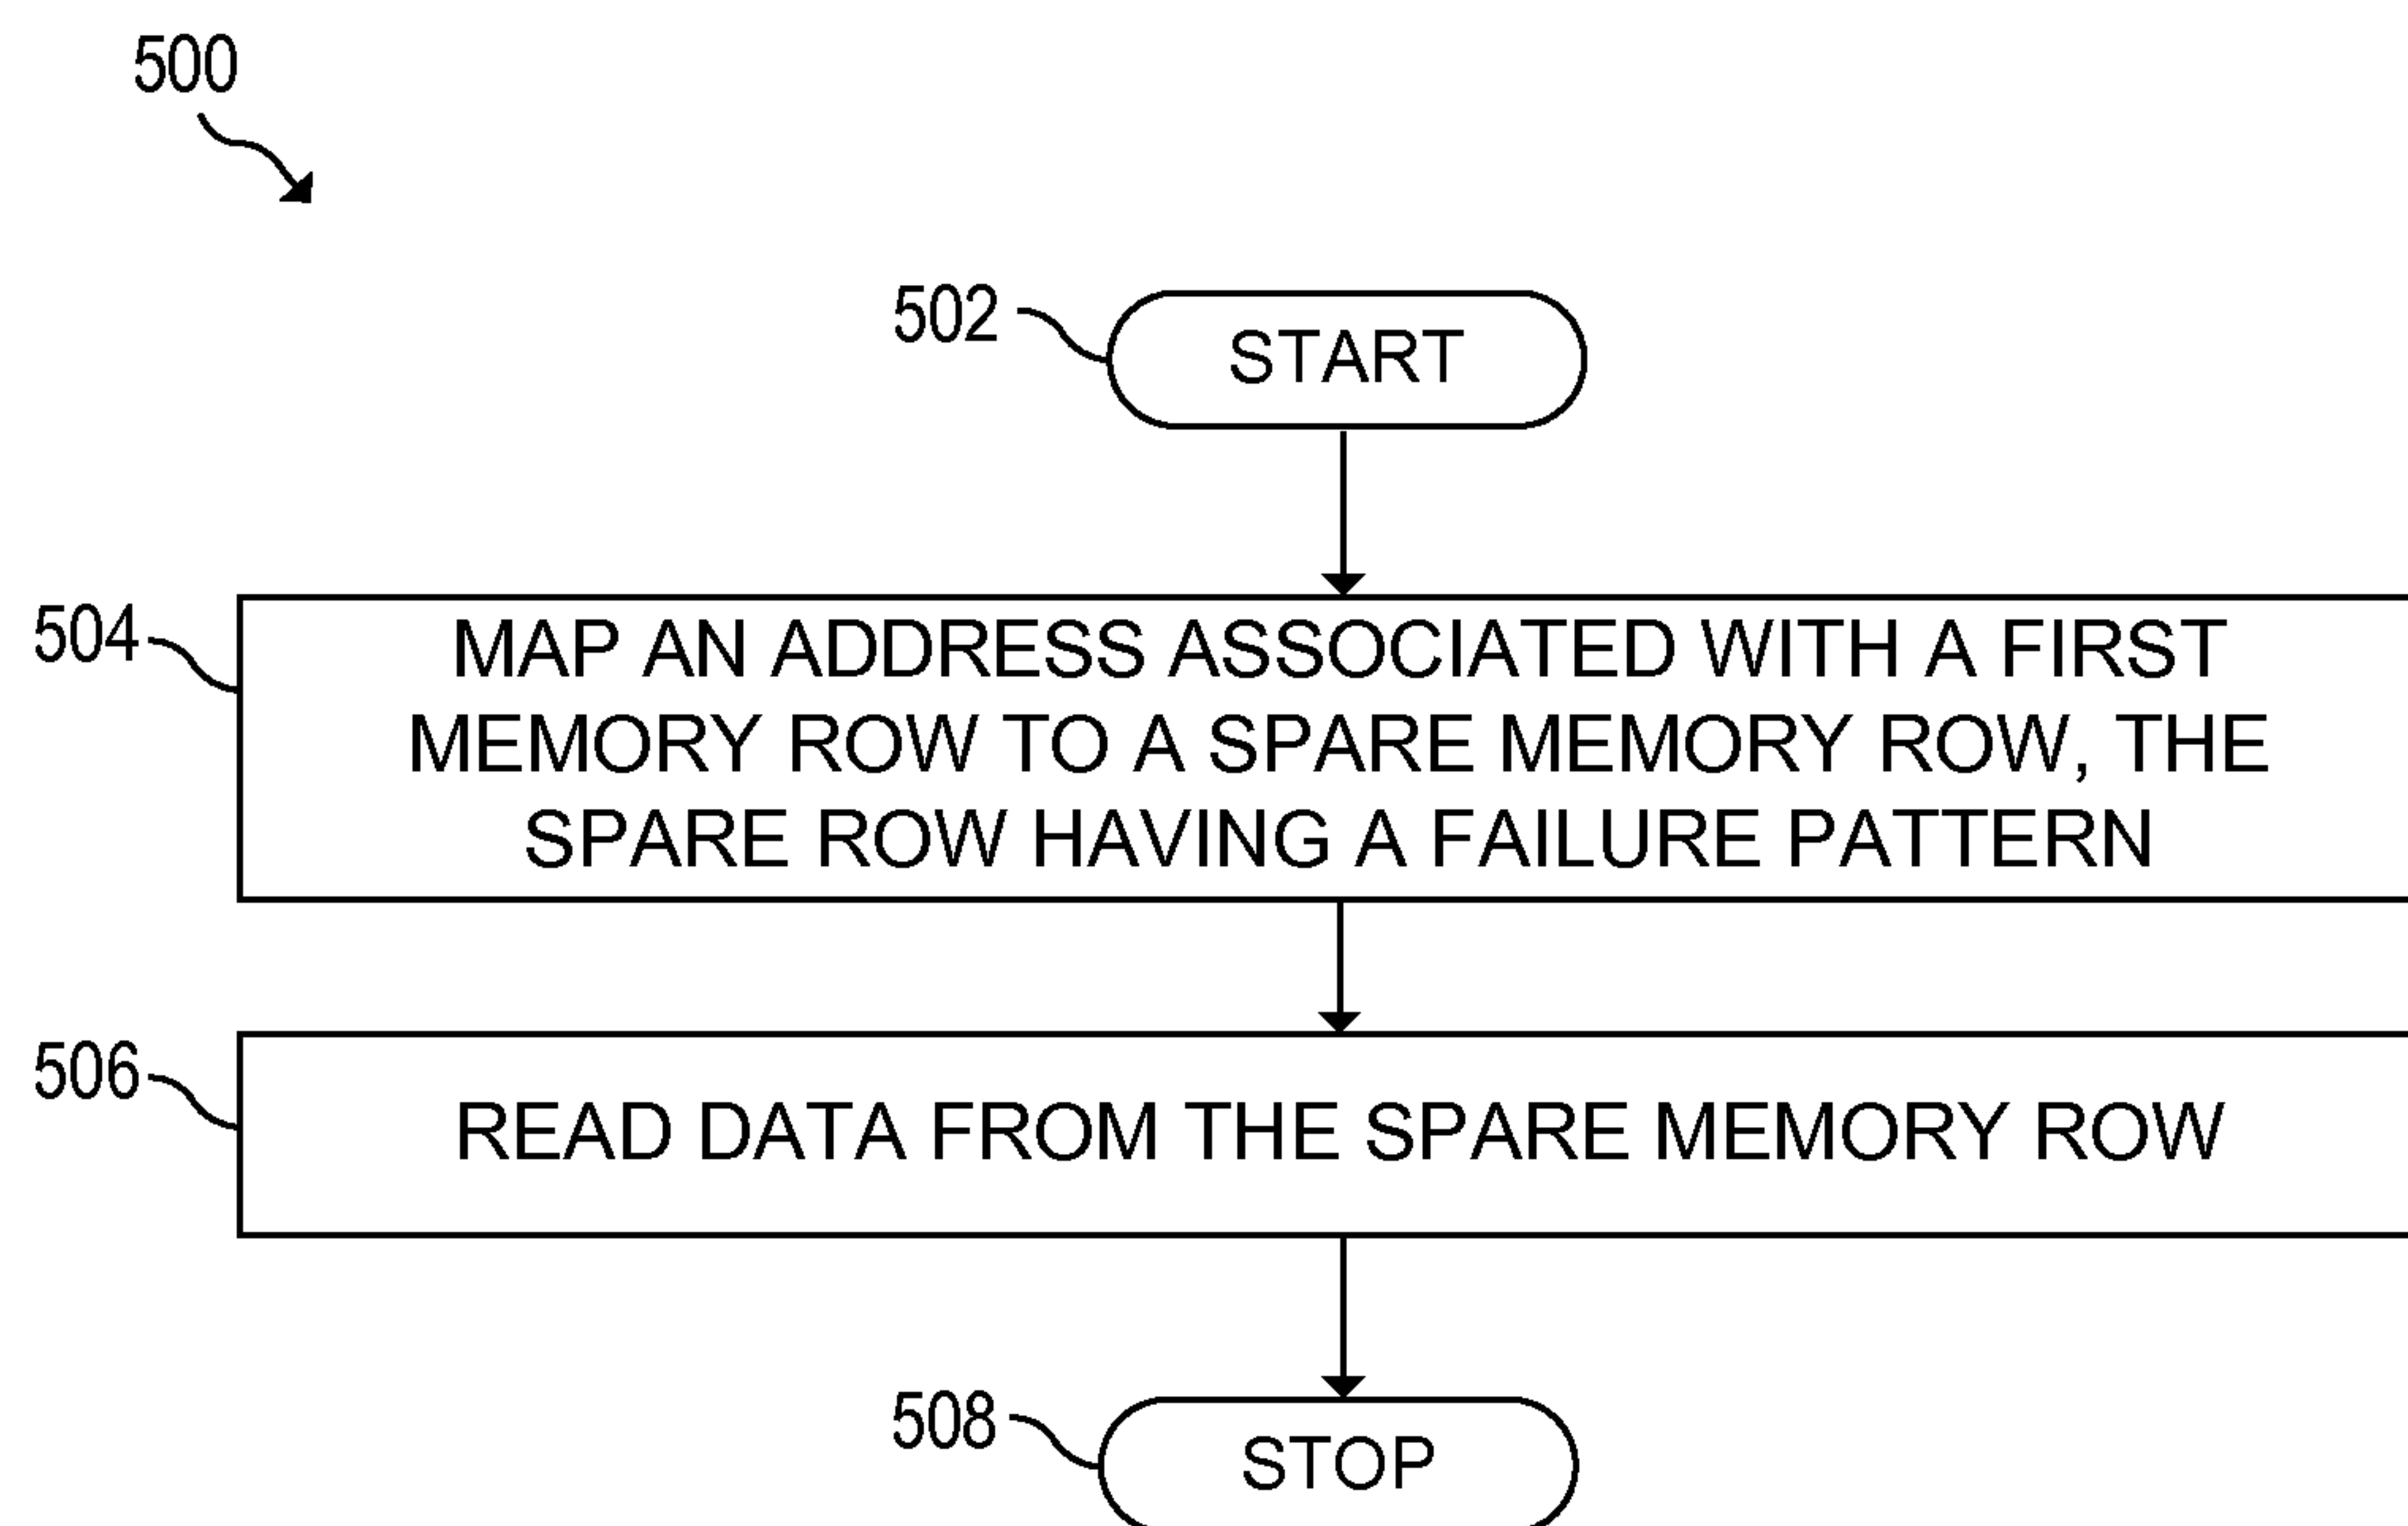 500
502
START
504
MAP AN ADDRESS ASSOCIATED WITH A FIRST
MEMORY ROW TO A SPARE MEMORY ROW, THE
SPARE ROW HAVING A FAILURE PATTERN
506
READ DATA FROM THE SPARE MEMORY ROW
508
STOP